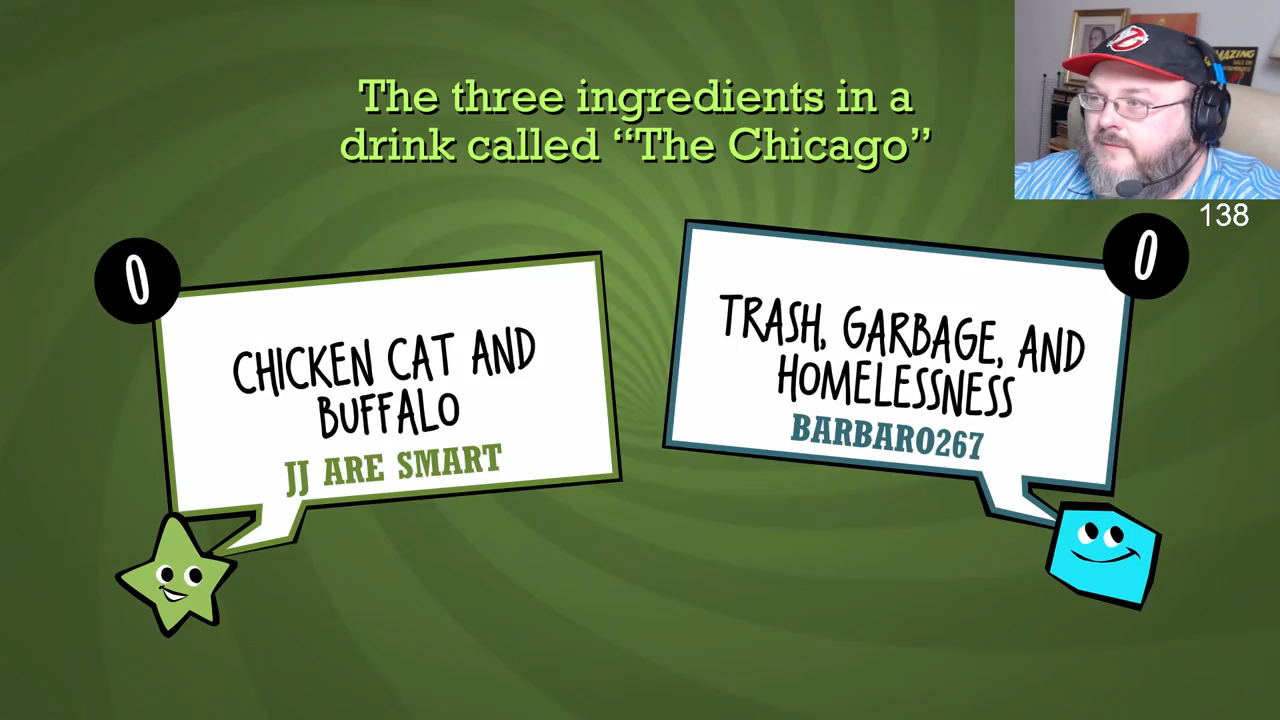 The three ingredients in a
drink called “The Chicago”
138
0
CHICKEN CAT AND
BUFFALO
JJ ARE SMART
0
TRASH, GARBAGE, AND
HOMELESSNESS
BARBARO267
AMAZING